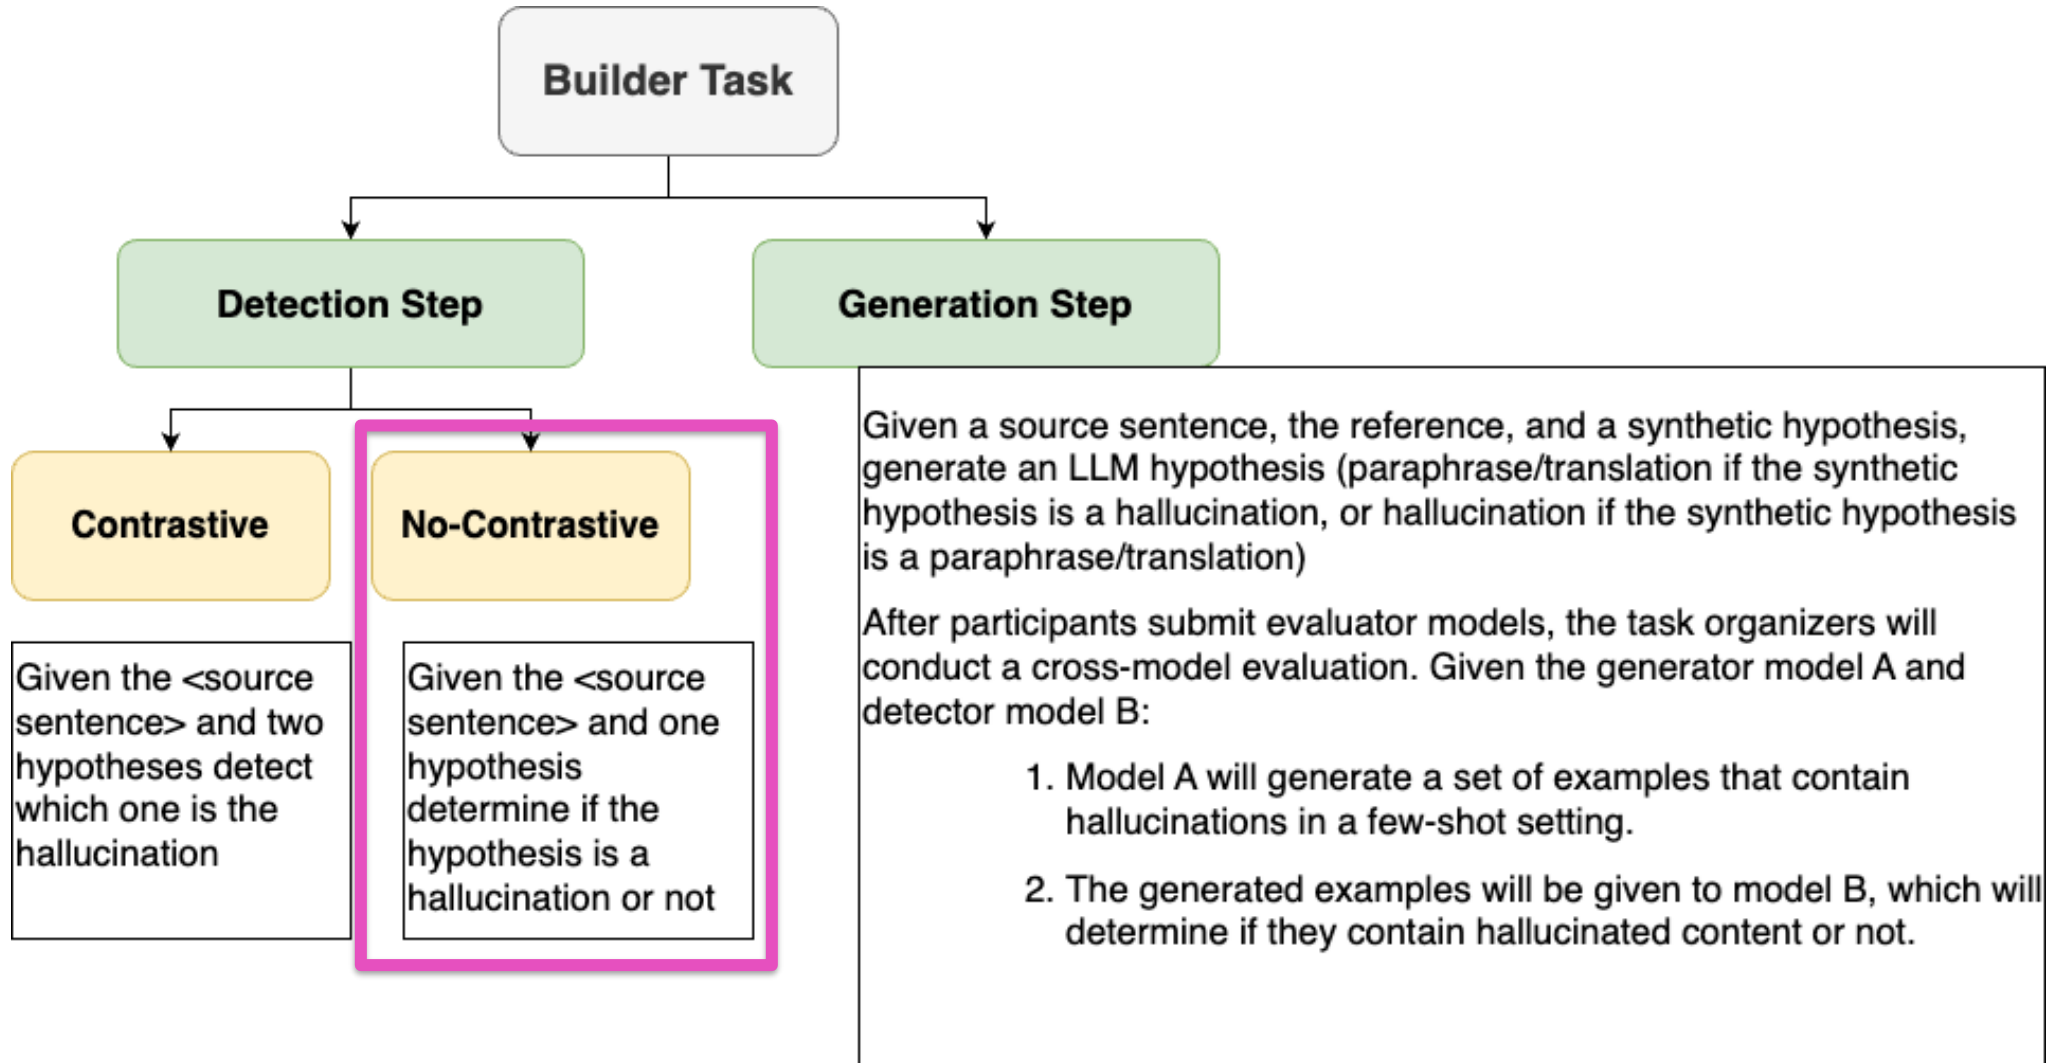 Builder Task
Detection Step
Generation Step
Contrastive
No-Contrastive
Given the <source
sentence> and two
hypotheses detect
which one is the
hallucination
Given the <source
sentence> and one
hypothesis
determine if the
hypothesis is a
hallucination or not
Given a source sentence, the reference, and a synthetic hypothesis,
generate an LLM hypothesis (paraphrase/translation if the synthetic
hypothesis is a hallucination, or hallucination if the synthetic hypothesis
is a paraphrase/translation)
After participants submit evaluator models, the task organizers will
conduct a cross-model evaluation. Given the generator model A and
detector model B:
1. Model A will generate a set of examples that contain
hallucinations in a few-shot setting.
2. The generated examples will be given to model B, which will
determine if they contain hallucinated content or not.